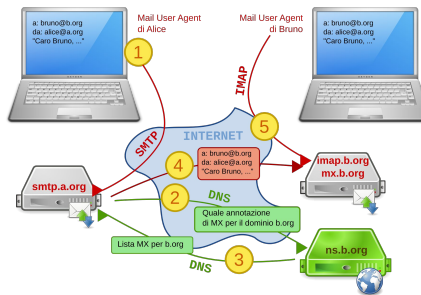 a: bruno@b.org
da: alice@a.org
"Caro Bruno, ..."
Mail User Agent
di Alice
Mail User Agent
di Bruno
a: bruno@b.org
da: alice@a.org
"Caro Bruno, ..."
1
IMAP
SMTP
INTERNET
5
4
a: bruno@b.org
da: alice@a.org
"Caro Bruno, ..."
imap.b.org
mx.b.org
smtp.a.org
2
DNS
Quale annotazione
di MX per il dominio b.org
Lista MX per b.org
DNS
3
ns.b.org